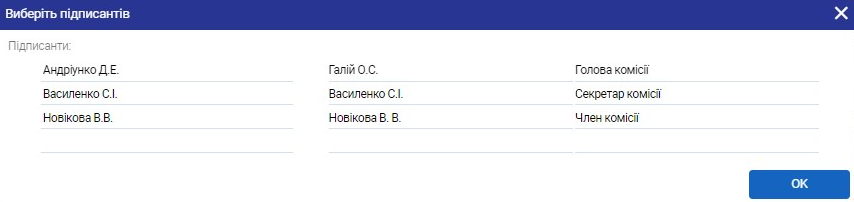 Виберіть підписантів
Підписанти:
Андріунко Д.Е. Галій О.С. Голова комісії
Василенко С.І. Василенко С.І. Секретар комісії
Новікова В.В. Новікова В. В. Член комісії
OK